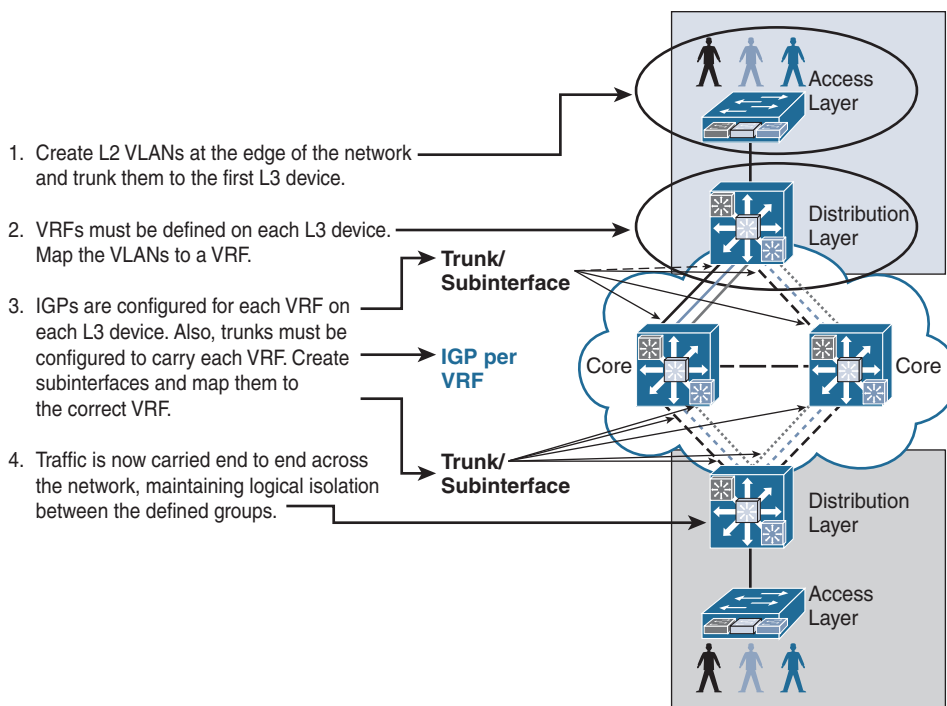 1. Create L2 VLANs at the edge of the network
and trunk them to the first L3 device.
2. VRFs must be defined on each L3 device.
Map the VLANs to a VRF.
3. IGPs are configured for each VRF on
each L3 device. Also, trunks must be
configured to carry each VRF. Create
subinterfaces and map them to
the correct VRF.
4. Traffic is now carried end to end across
the network, maintaining logical isolation
between the defined groups.
Trunk/
Subinterface
IGP per
VRF
Trunk/
Subinterface
Access
Layer
Distribution
Layer
Core
Core
Distribution
Layer
Access
Layer